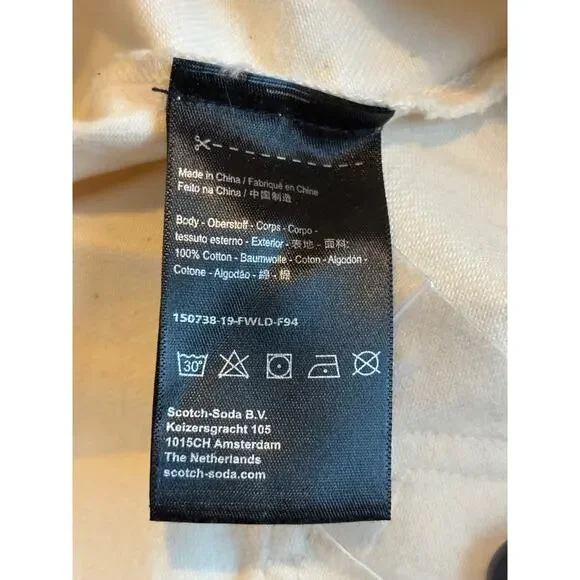 Made in China / Fabriqué en Chine
Feito na China / 中国制造
Body - Oberstoff - Corps - Corpo -
tessuto esterno - Exterior - 表地 - 面料:
100% Cotton - Baumwolle - Coton - Algodón -
Cotone - Algodão - 綿 - 棉
150738-19-FWLD-F94
30°
Scotch-Soda B.V.
Keizersgracht 105
1015CH Amsterdam
The Netherlands
scotch-soda.com